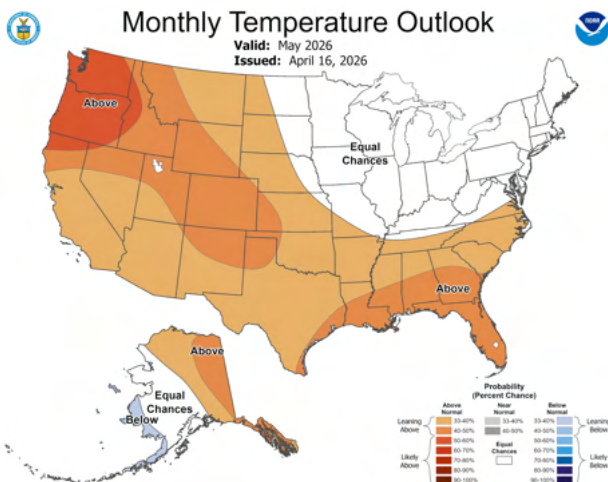 Monthly Temperature Outlook
Valid: May 2026
Issued: April 16, 2026
noaa
Above
Equal
Chances
Above
Above
Equal
Chances
Below
Probability
(Percent Chance)
Above
Normal
Near
Normal
Below
Normal
Leaning
Above
Likely
Above
33-40%
40-50%
50-60%
60-70%
70-80%
80-90%
90-100%
33-40%
40-50%
Equal
Chances
33-40%
40-50%
50-60%
60-70%
70-80%
80-90%
90-100%
Leaning
Below
Likely
Below